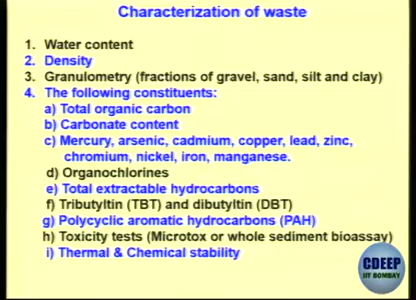 Characterization of waste
1. Water content
2. Density
3. Granulometry (fractions of gravel, sand, silt and clay)
4. The following constituents:
a) Total organic carbon
b) Carbonate content
c) Mercury, arsenic, cadmium, copper, lead, zinc,
chromium, nickel, iron, manganese.
d) Organochlorines
e) Total extractable hydrocarbons
f) Tributyltin (TBT) and dibutyltin (DBT)
g) Polycyclic aromatic hydrocarbons (PAH)
h) Toxicity tests (Microtox or whole sediment bioassay)
i) Thermal & Chemical stability
CDEEP
IIT BOMBAY